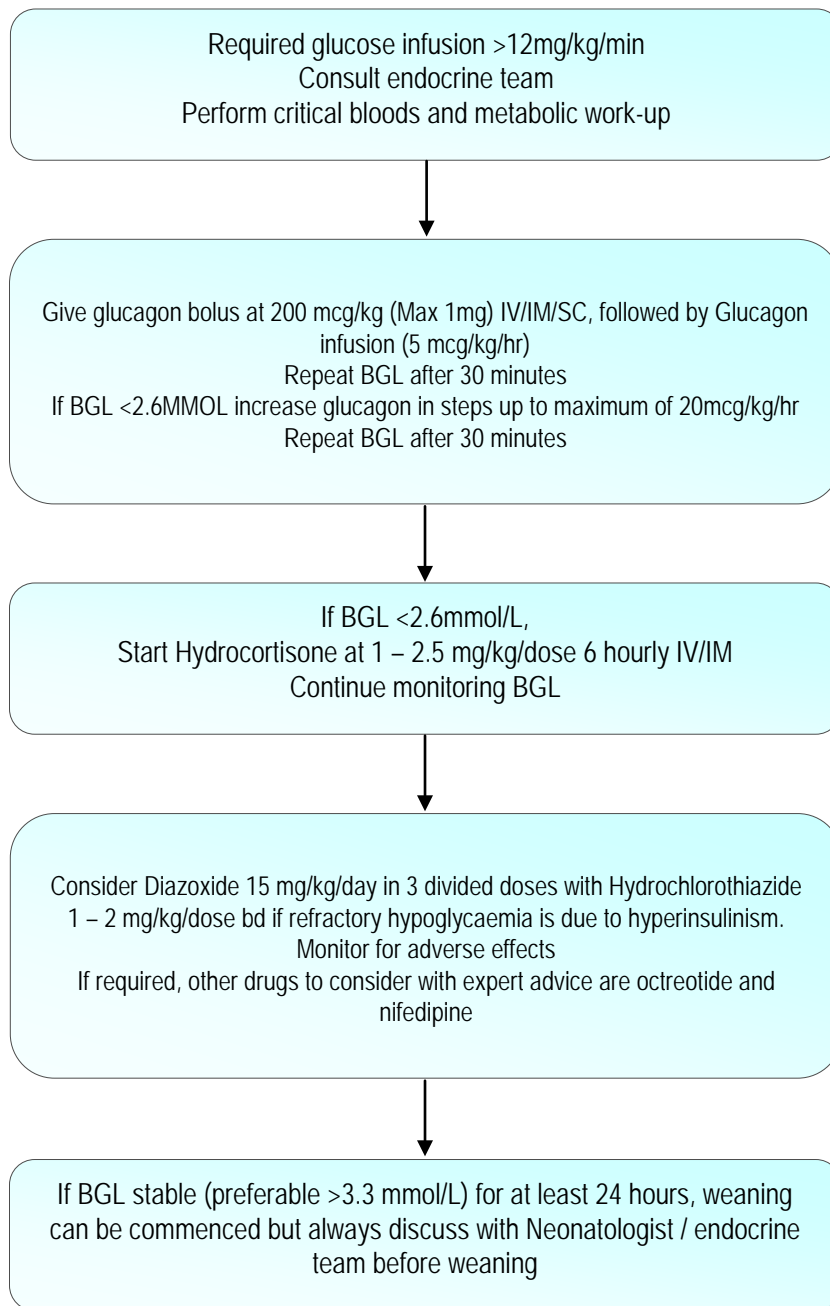 Required glucose infusion >12mg/kg/min
Consult endocrine team
Perform critical bloods and metabolic work-up
Give glucagon bolus at 200 mcg/kg (Max 1mg) IV/IM/SC, followed by Glucagon
infusion (5 mcg/kg/hr)
Repeat BGL after 30 minutes
If BGL <2.6MMOL increase glucagon in steps up to maximum of 20mcg/kg/hr
Repeat BGL after 30 minutes
If BGL <2.6mmol/L,
Start Hydrocortisone at 1 – 2.5 mg/kg/dose 6 hourly IV/IM
Continue monitoring BGL
Consider Diazoxide 15 mg/kg/day in 3 divided doses with Hydrochlorothiazide
1 – 2 mg/kg/dose bd if refractory hypoglycaemia is due to hyperinsulinism.
Monitor for adverse effects
If required, other drugs to consider with expert advice are octreotide and
nifedipine
If BGL stable (preferable >3.3 mmol/L) for at least 24 hours, weaning
can be commenced but always discuss with Neonatologist / endocrine
team before weaning